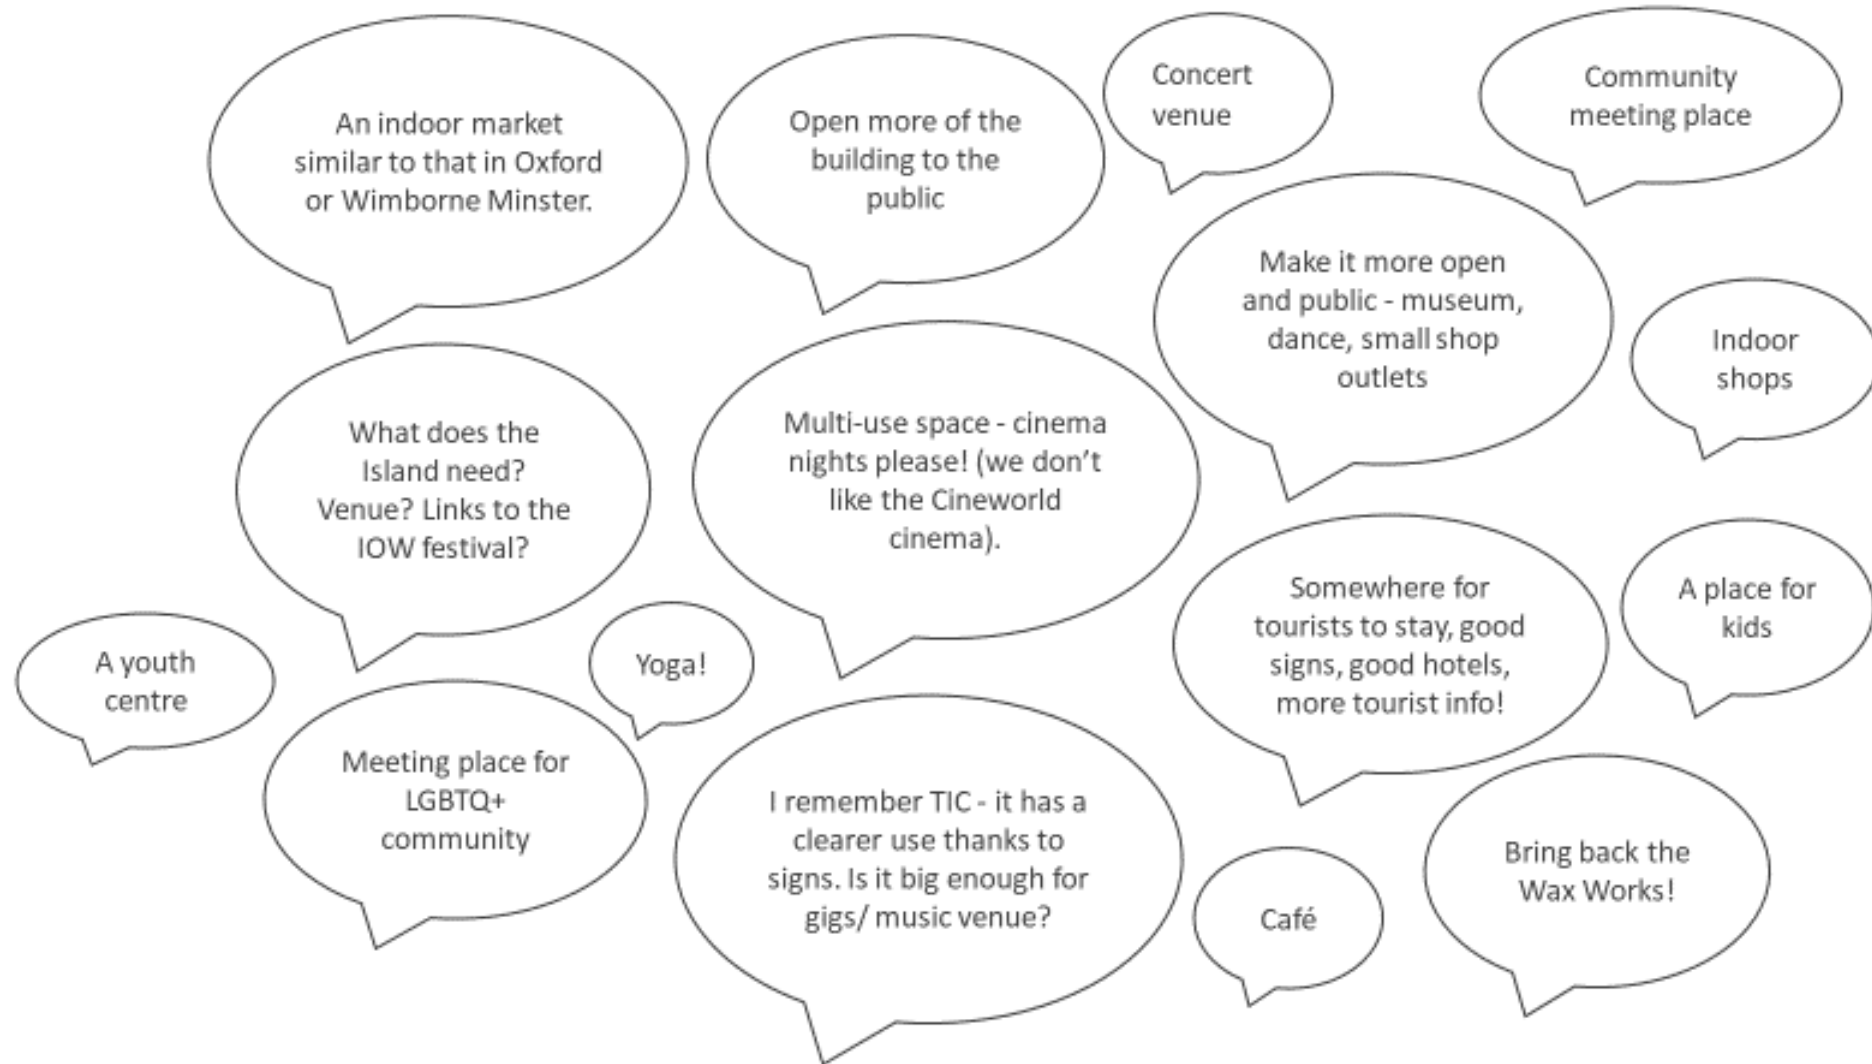 An indoor market
similar to that in Oxford
or Wimborne Minster.
Open more of the
building to the
public
Concert
venue
Community
meeting place
Make it more open
and public - museum,
dance, small shop
outlets
Indoor
shops
What does the
Island need?
Venue? Links to the
IOW festival?
Multi-use space - cinema
nights please! (we don’t
like the Cineworld
cinema).
Somewhere for
tourists to stay, good
signs, good hotels,
more tourist info!
A place for
kids
A youth
centre
Yoga!
Meeting place for
LGBTQ+
community
I remember TIC - it has a
clearer use thanks to
signs. Is it big enough for
gigs/ music venue?
Café
Bring back the
Wax Works!